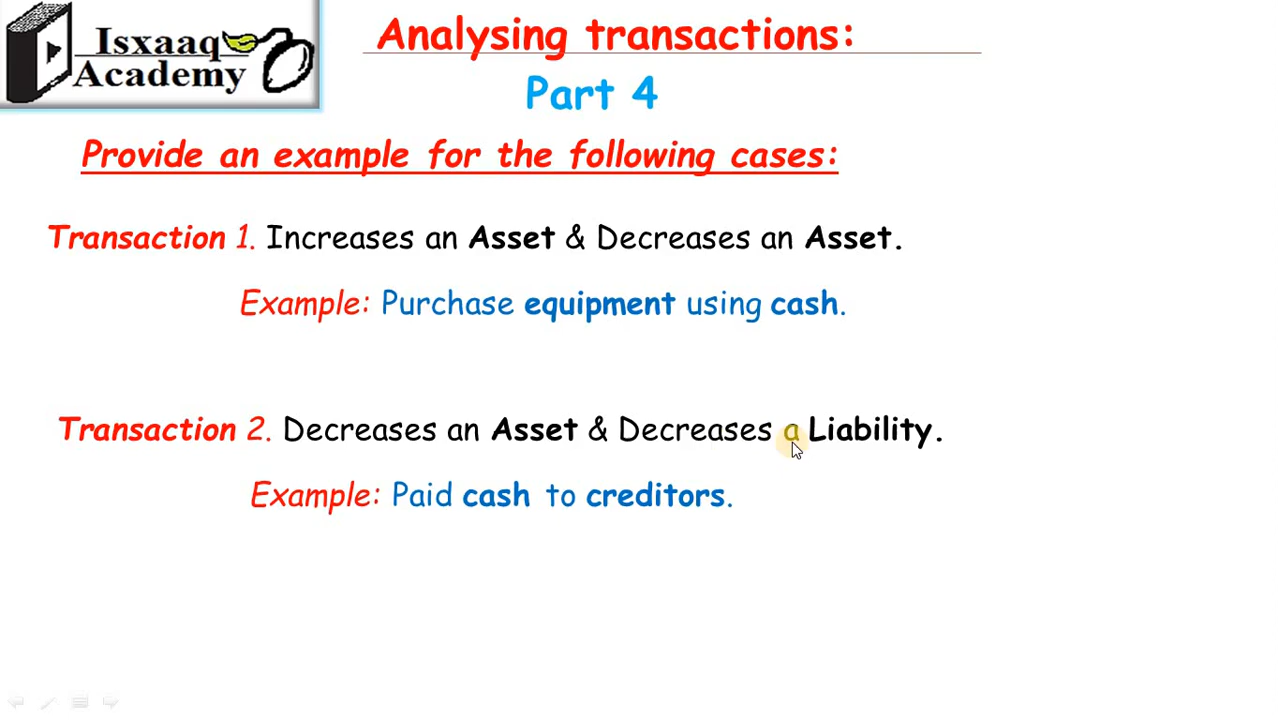 Isxaaq
Academy
Analysing transactions:
Part 4
Provide an example for the following cases:
Transaction 1. Increases an Asset & Decreases an Asset.
Example: Purchase equipment using cash.
Transaction 2. Decreases an Asset & Decreases a Liability.
Example: Paid cash to creditors.